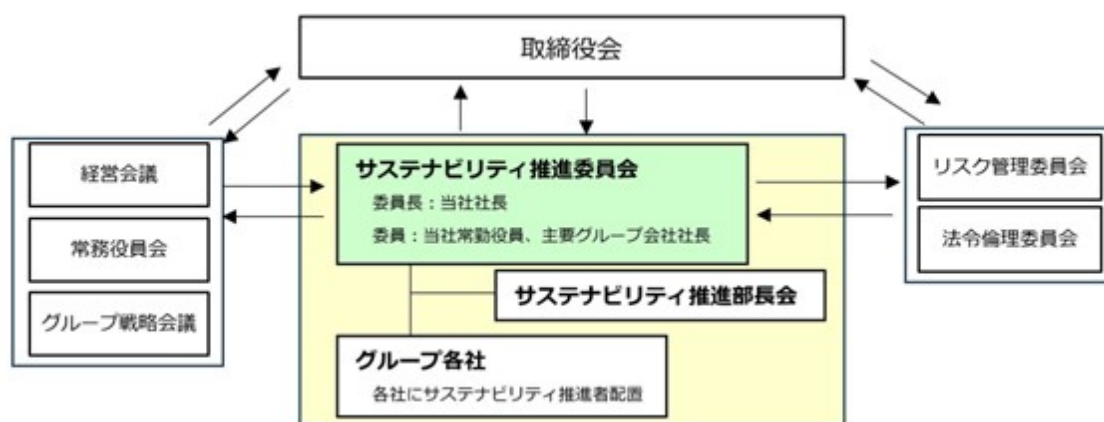 取締役会
経営会議
常務役員会
グループ戦略会議
サステナビリティ推進委員会
委員長：当社社長
委員：当社常勤役員、主要グループ会社社長
サステナビリティ推進部長会
グループ各社
各社にサステナビリティ推進者配置
リスク管理委員会
法令倫理委員会